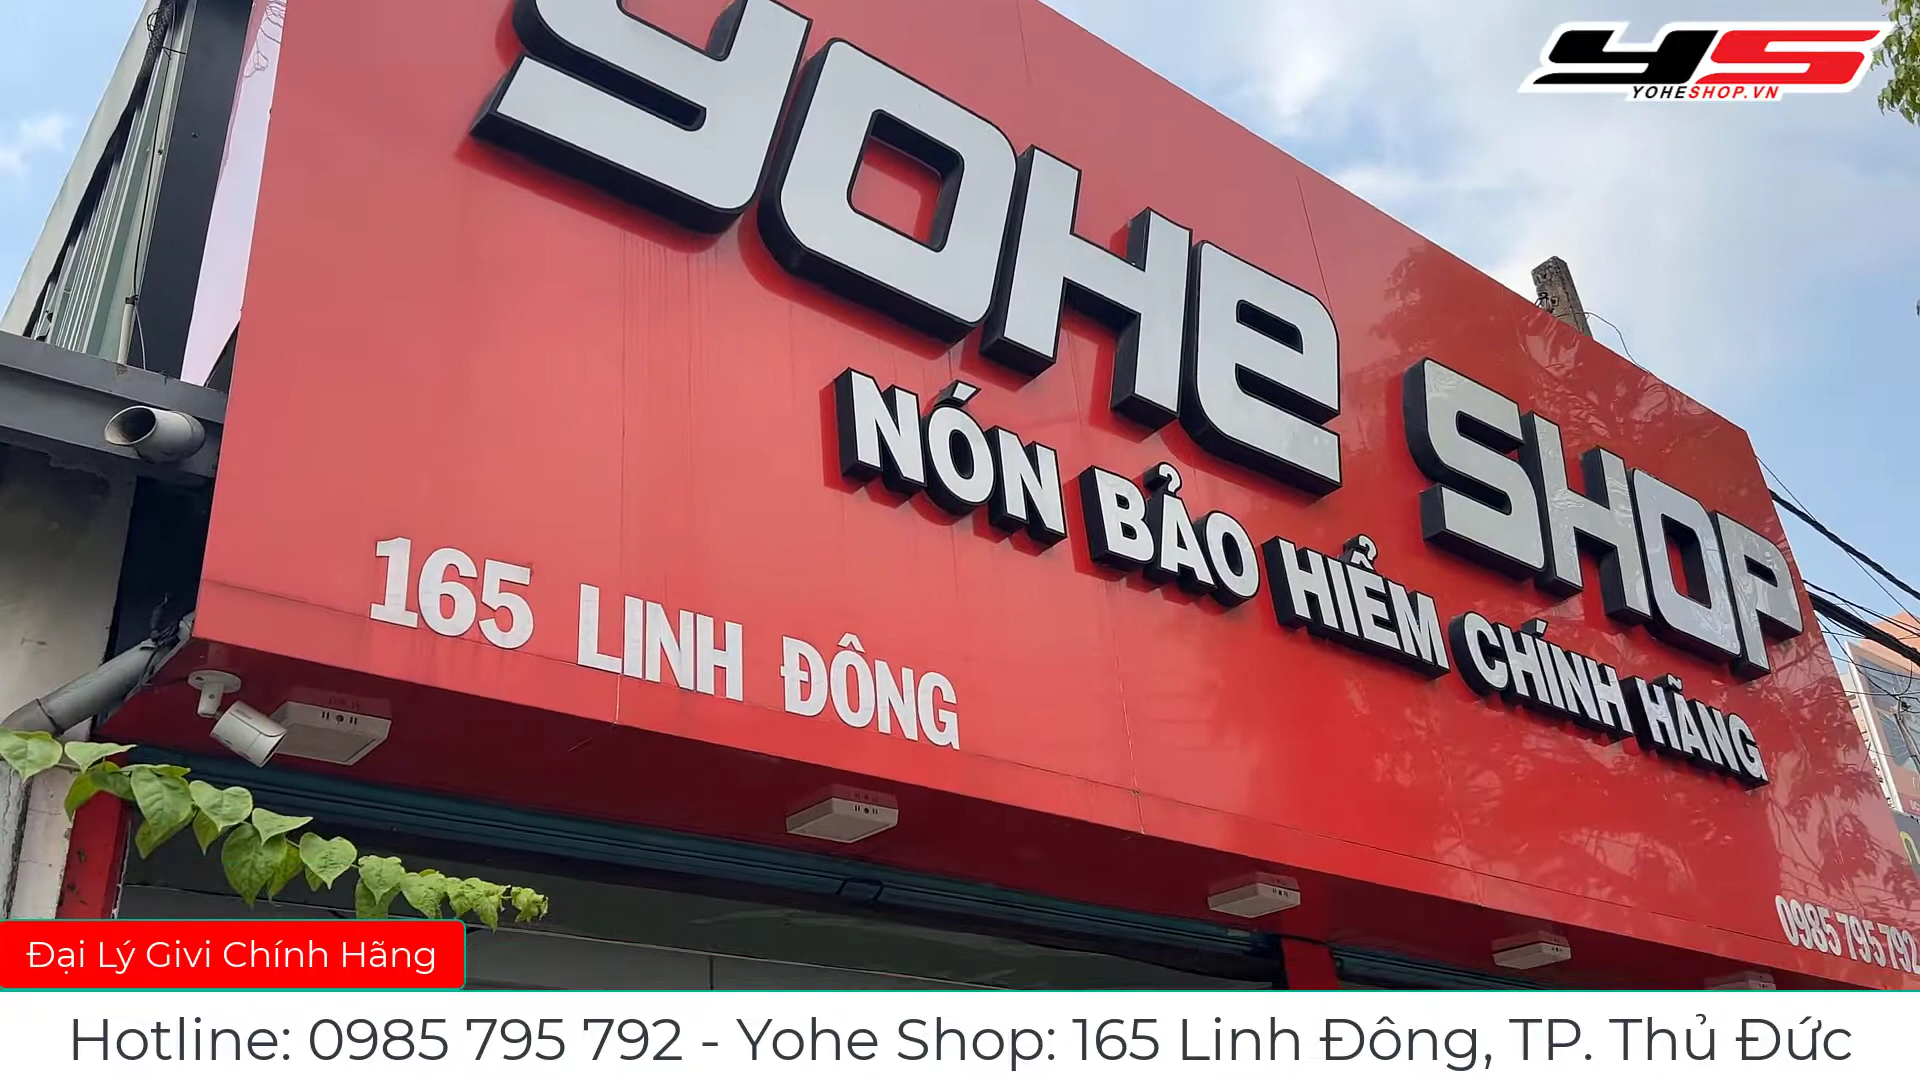 YS
YOHESHOP.VN
YOHE SHOP
NÓN BẢO HIỂM CHÍNH HÃNG
165 LINH ĐÔNG
0985 795 792
Đại Lý Givi Chính Hãng
Hotline: 0985 795 792 - Yohe Shop: 165 Linh Đông, TP. Thủ Đức